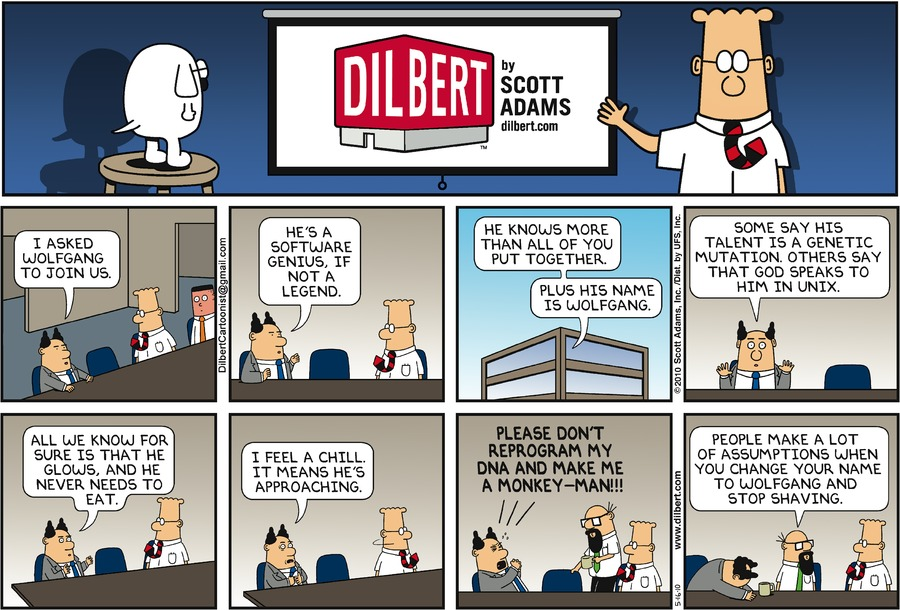 DILBERT
TM
by
SCOTT
ADAMS
dilbert.com
I ASKED
WOLFGANG
TO JOIN US.
DilbertCartoonist@gmail.com
HE'S A
SOFTWARE
GENIUS, IF
NOT A
LEGEND.
HE KNOWS MORE
THAN ALL OF YOU
PUT TOGETHER.
PLUS HIS NAME
IS WOLFGANG.
©2010 Scott Adams, Inc. /Dist. by UFS, Inc.
SOME SAY HIS
TALENT IS A GENETIC
MUTATION. OTHERS SAY
THAT GOD SPEAKS TO
HIM IN UNIX.
ALL WE KNOW FOR
SURE IS THAT HE
GLOWS, AND HE
NEVER NEEDS TO
EAT.
I FEEL A CHILL.
IT MEANS HE'S
APPROACHING.
PLEASE DON'T
REPROGRAM MY
DNA AND MAKE ME
A MONKEY-MAN!!!
5-16-10
www.dilbert.com
PEOPLE MAKE A LOT
OF ASSUMPTIONS WHEN
YOU CHANGE YOUR NAME
TO WOLFGANG AND
STOP SHAVING.